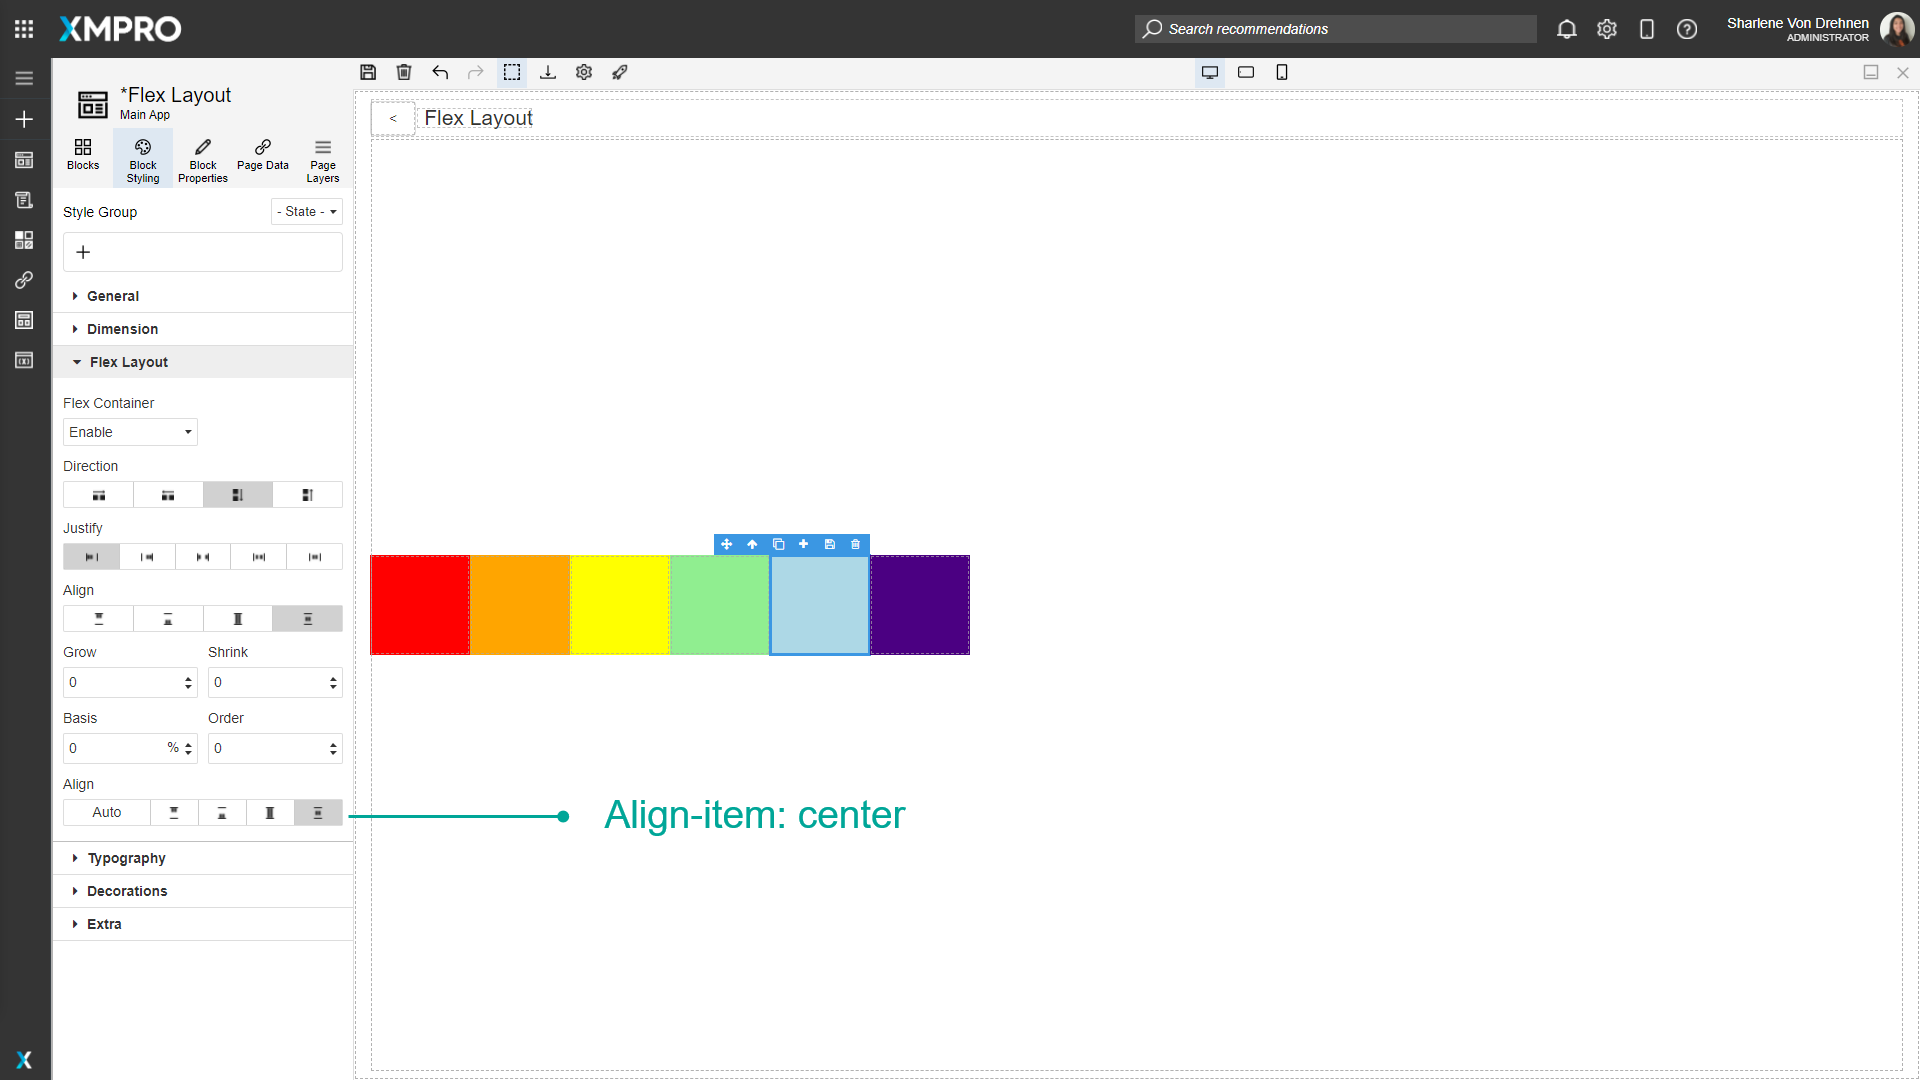 XMPRO
Search recommendations
Sharlene Von Drehnen
ADMINISTRATOR
*Flex Layout
Main App
Blocks
Block Styling
Block Properties
Page Data
Page Layers
< Flex Layout
Style Group
- State -
General
Dimension
Flex Layout
Flex Container
Enable
Direction
Justify
Align
Grow Shrink
0 0
Basis Order
0 % 0
Align
Auto
Align-item: center
Typography
Decorations
Extra